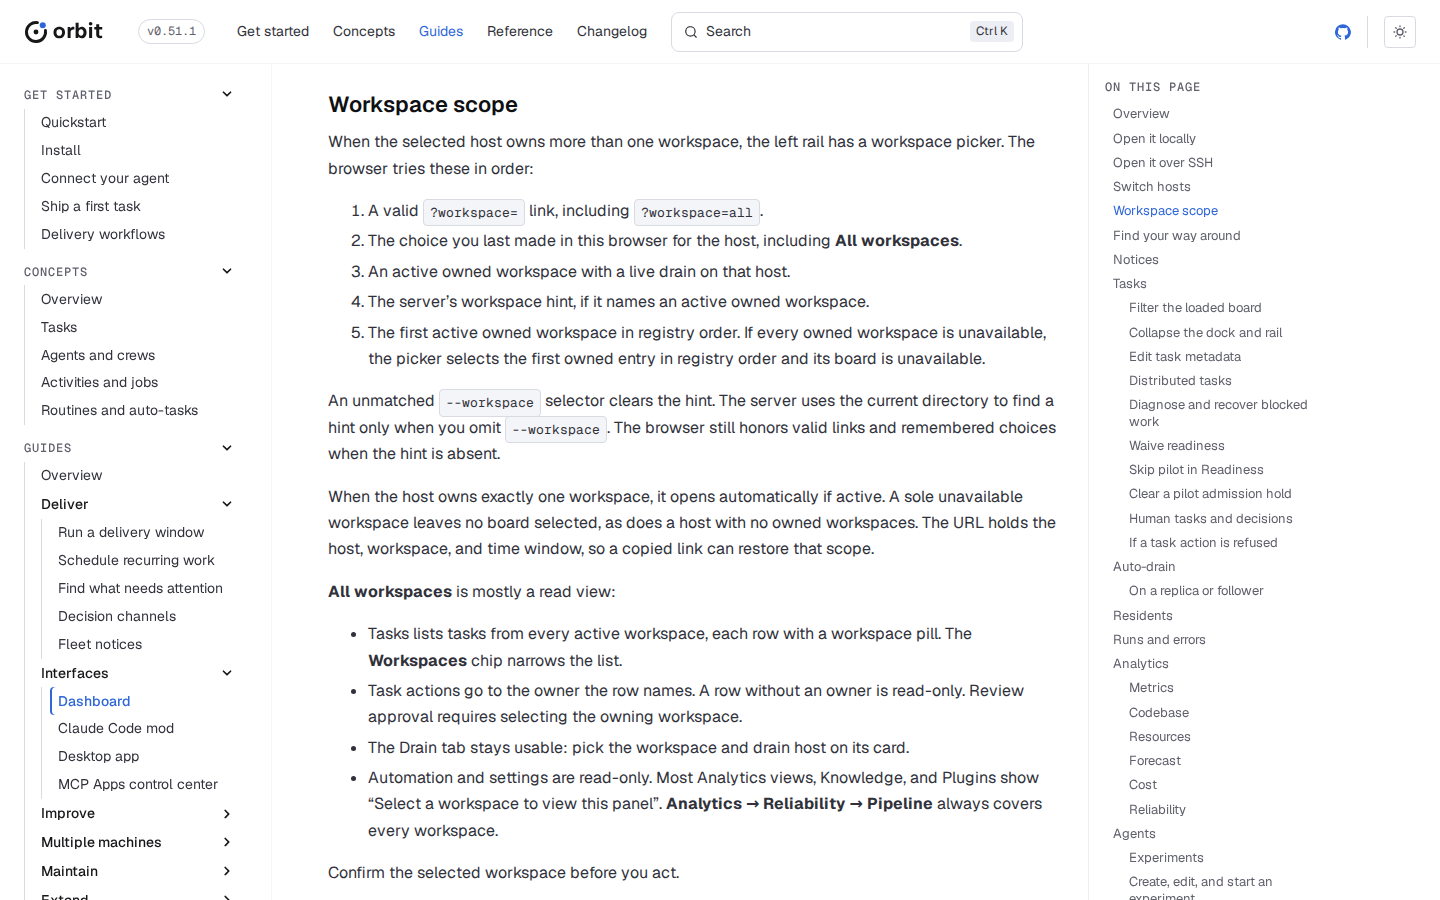 orbit
v0.51.1
Get started
Concepts
Guides
Reference
Changelog
Search
Ctrl K
GET STARTED
Quickstart
Install
Connect your agent
Ship a first task
Delivery workflows
CONCEPTS
Overview
Tasks
Agents and crews
Activities and jobs
Routines and auto-tasks
GUIDES
Overview
Deliver
Run a delivery window
Schedule recurring work
Find what needs attention
Decision channels
Fleet notices
Interfaces
Dashboard
Claude Code mod
Desktop app
MCP Apps control center
Improve
Multiple machines
Maintain
Extend
Workspace scope
When the selected host owns more than one workspace, the left rail has a workspace picker. The
browser tries these in order:
1. A valid ?workspace= link, including ?workspace=all.
2. The choice you last made in this browser for the host, including All workspaces.
3. An active owned workspace with a live drain on that host.
4. The server’s workspace hint, if it names an active owned workspace.
5. The first active owned workspace in registry order. If every owned workspace is unavailable,
the picker selects the first owned entry in registry order and its board is unavailable.
An unmatched --workspace selector clears the hint. The server uses the current directory to find a
hint only when you omit --workspace. The browser still honors valid links and remembered choices
when the hint is absent.
When the host owns exactly one workspace, it opens automatically if active. A sole unavailable
workspace leaves no board selected, as does a host with no owned workspaces. The URL holds the
host, workspace, and time window, so a copied link can restore that scope.
All workspaces is mostly a read view:
• Tasks lists tasks from every active workspace, each row with a workspace pill. The
Workspaces chip narrows the list.
• Task actions go to the owner the row names. A row without an owner is read-only. Review
approval requires selecting the owning workspace.
• The Drain tab stays usable: pick the workspace and drain host on its card.
• Automation and settings are read-only. Most Analytics views, Knowledge, and Plugins show
“Select a workspace to view this panel”. Analytics → Reliability → Pipeline always covers
every workspace.
Confirm the selected workspace before you act.
ON THIS PAGE
Overview
Open it locally
Open it over SSH
Switch hosts
Workspace scope
Find your way around
Notices
Tasks
Filter the loaded board
Collapse the dock and rail
Edit task metadata
Distributed tasks
Diagnose and recover blocked
work
Waive readiness
Skip pilot in Readiness
Clear a pilot admission hold
Human tasks and decisions
If a task action is refused
Auto-drain
On a replica or follower
Residents
Runs and errors
Analytics
Metrics
Codebase
Resources
Forecast
Cost
Reliability
Agents
Experiments
Create, edit, and start an
experiment